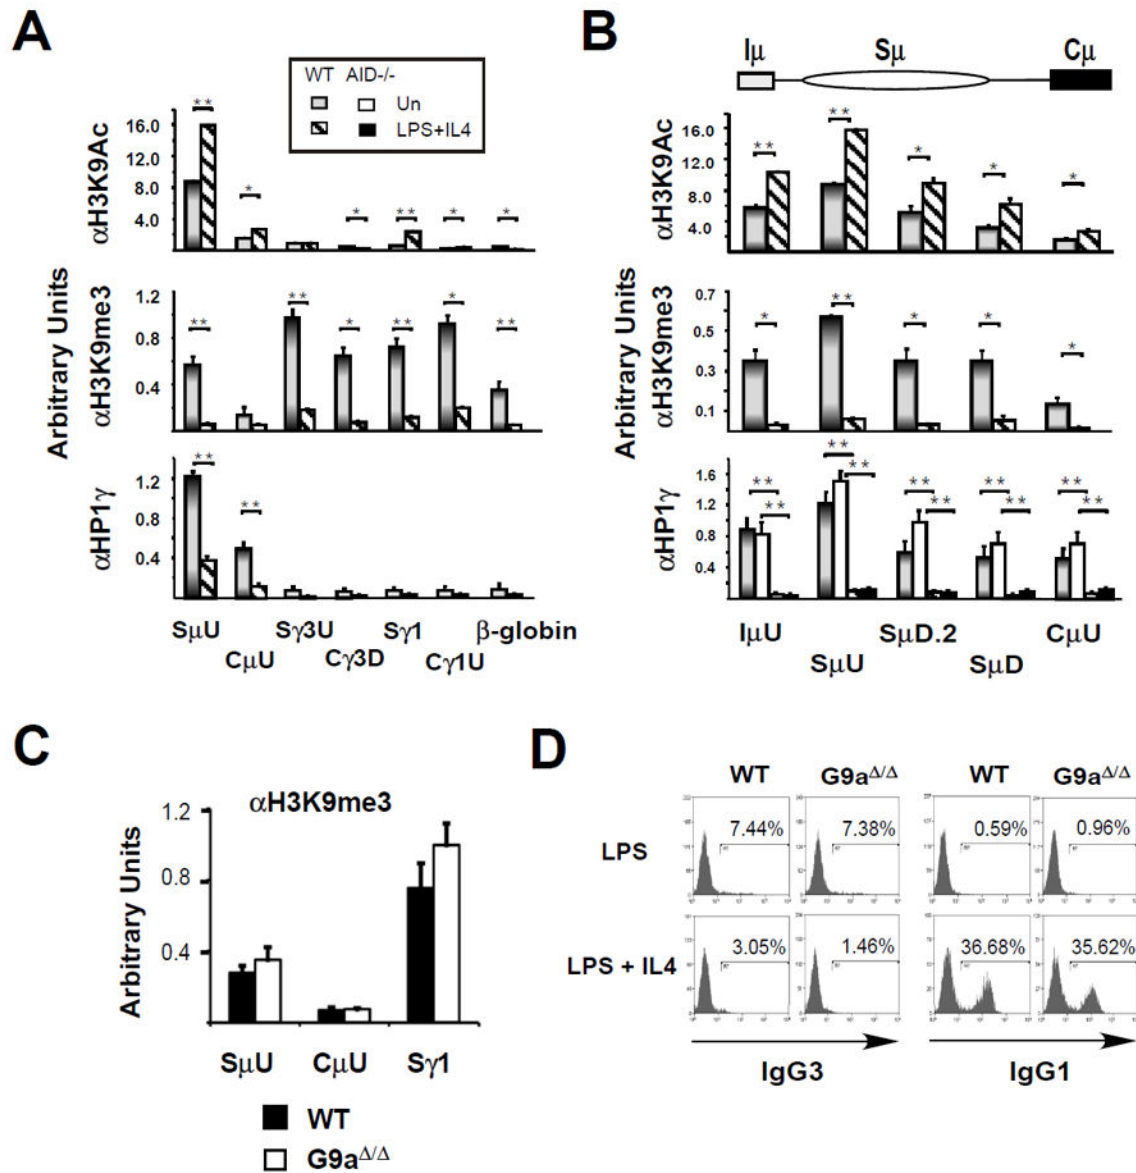 A
WT AID-/-
Un
LPS+IL4
αH3K9Ac
16.0
12.0
8.0
4.0
** * * ** * *
Arbitrary Units
αH3K9me3
1.2
0.8
0.4
** ** * ** * **
αHP1γ
1.2
0.8
0.4
** **
SμU CμU Sγ3U Cγ3D Sγ1 Cγ1U β-globin
B
Iμ Sμ Cμ
αH3K9Ac
16.0
12.0
8.0
4.0
** ** * * *
Arbitrary Units
αH3K9me3
0.7
0.5
0.3
0.1
* ** * * *
αHP1γ
1.6
1.2
0.8
0.4
** ** ** ** **
** ** ** ** **
IμU SμU SμD.2 SμD CμU
C
αH3K9me3
Arbitrary Units
1.2
0.8
0.4
SμU CμU Sγ1
WT
G9aΔ/Δ
D
WT G9aΔ/Δ WT G9aΔ/Δ
LPS
7.44% 7.38% 0.59% 0.96%
LPS + IL4
3.05% 1.46% 36.68% 35.62%
IgG3 IgG1